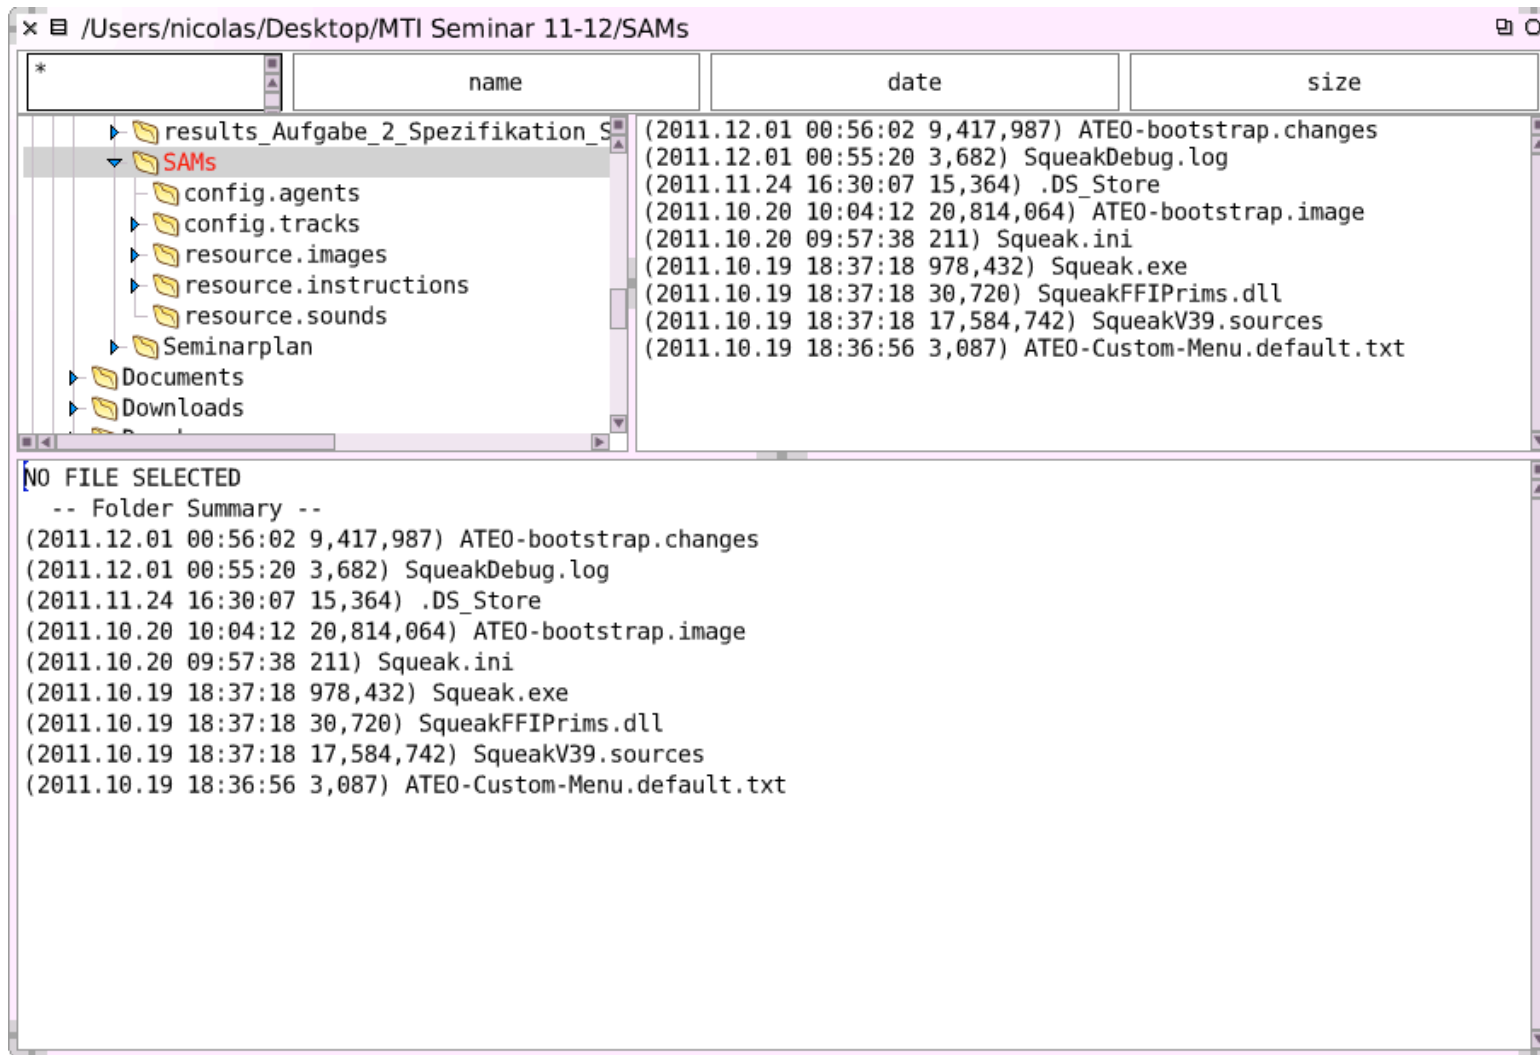 /Users/nicolas/Desktop/MTI Seminar 11-12/SAMs
*
name
date
size
results_Aufgabe_2_Spezifikation_S
SAMs
config.agents
config.tracks
resource.images
resource.instructions
resource.sounds
Seminarplan
Documents
Downloads
(2011.12.01 00:56:02 9,417,987) ATEO-bootstrap.changes
(2011.12.01 00:55:20 3,682) SqueakDebug.log
(2011.11.24 16:30:07 15,364) .DS_Store
(2011.10.20 10:04:12 20,814,064) ATEO-bootstrap.image
(2011.10.20 09:57:38 211) Squeak.ini
(2011.10.19 18:37:18 978,432) Squeak.exe
(2011.10.19 18:37:18 30,720) SqueakFFIPrims.dll
(2011.10.19 18:37:18 17,584,742) SqueakV39.sources
(2011.10.19 18:36:56 3,087) ATEO-Custom-Menu.default.txt
NO FILE SELECTED
-- Folder Summary --
(2011.12.01 00:56:02 9,417,987) ATEO-bootstrap.changes
(2011.12.01 00:55:20 3,682) SqueakDebug.log
(2011.11.24 16:30:07 15,364) .DS_Store
(2011.10.20 10:04:12 20,814,064) ATEO-bootstrap.image
(2011.10.20 09:57:38 211) Squeak.ini
(2011.10.19 18:37:18 978,432) Squeak.exe
(2011.10.19 18:37:18 30,720) SqueakFFIPrims.dll
(2011.10.19 18:37:18 17,584,742) SqueakV39.sources
(2011.10.19 18:36:56 3,087) ATEO-Custom-Menu.default.txt